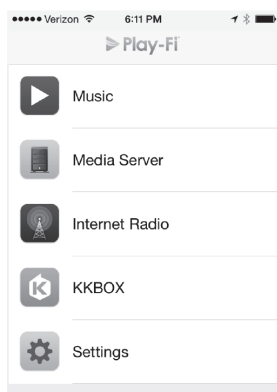 Verizon 6:11 PM
Play-Fi
Music
Media Server
Internet Radio
KKBOX
Settings